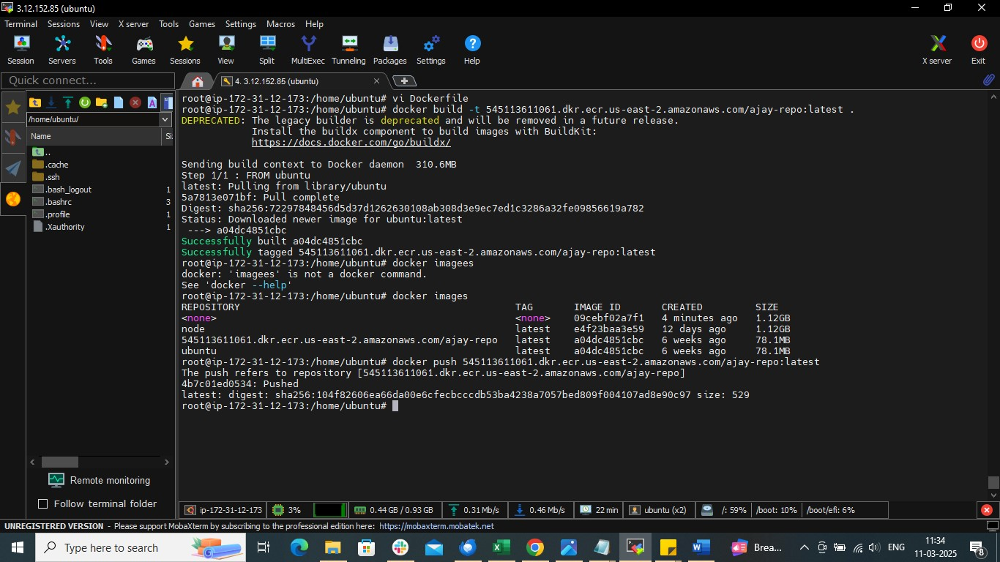 3.12.152.85 (ubuntu)
Terminal Sessions View X server Tools Games Settings Macros Help
Session Servers Tools Games Sessions View Split MultiExec Tunneling Packages Settings Help X server Exit
Quick connect...
4. 3.12.152.85 (ubuntu)
/home/ubuntu/
Name Si
..
.cache
.ssh
.bash_logout 1
.bashrc 3
.profile 1
.Xauthority 1
Remote monitoring
Follow terminal folder
root@ip-172-31-12-173:/home/ubuntu# vi Dockerfile
root@ip-172-31-12-173:/home/ubuntu# docker build -t 545113611061.dkr.ecr.us-east-2.amazonaws.com/ajay-repo:latest .
DEPRECATED: The legacy builder is deprecated and will be removed in a future release.
Install the buildx component to build images with BuildKit:
https://docs.docker.com/go/buildx/
Sending build context to Docker daemon 310.6MB
Step 1/1 : FROM ubuntu
latest: Pulling from library/ubuntu
5a7813e071bf: Pull complete
Digest: sha256:72297848456d5d37d1262630108ab308d3e9ec7ed1c3286a32fe09856619a782
Status: Downloaded newer image for ubuntu:latest
---> a04dc4851cbc
Successfully built a04dc4851cbc
Successfully tagged 545113611061.dkr.ecr.us-east-2.amazonaws.com/ajay-repo:latest
root@ip-172-31-12-173:/home/ubuntu# docker imagees
docker: 'imagees' is not a docker command.
See 'docker --help'
root@ip-172-31-12-173:/home/ubuntu# docker images
REPOSITORY TAG IMAGE ID CREATED SIZE
<none> <none> 09cebf02a7f1 4 minutes ago 1.12GB
node latest e4f23baa3e59 12 days ago 1.12GB
545113611061.dkr.ecr.us-east-2.amazonaws.com/ajay-repo latest a04dc4851cbc 6 weeks ago 78.1MB
ubuntu latest a04dc4851cbc 6 weeks ago 78.1MB
root@ip-172-31-12-173:/home/ubuntu# docker push 545113611061.dkr.ecr.us-east-2.amazonaws.com/ajay-repo:latest
The push refers to repository [545113611061.dkr.ecr.us-east-2.amazonaws.com/ajay-repo]
4b7c01ed0534: Pushed
latest: digest: sha256:104f82606ea66da00e6cfecbcccdb53ba4238a7057bed809f004107ad8e90c97 size: 529
root@ip-172-31-12-173:/home/ubuntu#
ip-172-31-12-173 3% 0.44 GB / 0.93 GB 0.31 Mb/s 0.46 Mb/s 22 min ubuntu (x2) /: 59% /boot: 10% /boot/efi: 6%
UNREGISTERED VERSION - Please support MobaXterm by subscribing to the professional edition here: https://mobaxterm.mobatek.net
Type here to search
Brea...
ENG
11:34
11-03-2025
8